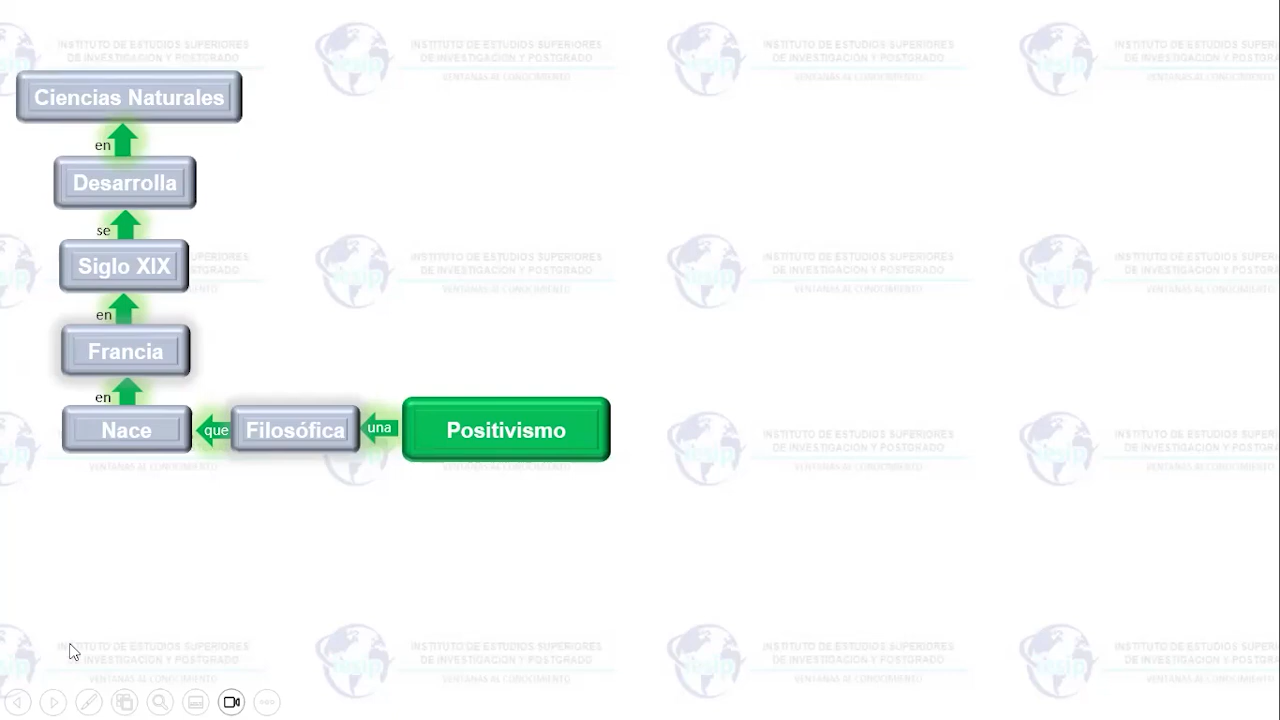 INSTITUTO DE ESTUDIOS SUPERIORES
DE INVESTIGACIÓN Y POSTGRADO
VENTANAS AL CONOCIMIENTO
Ciencias Naturales
en
Desarrolla
se
Siglo XIX
en
Francia
en
Nace
que
Filosófica
una
Positivismo